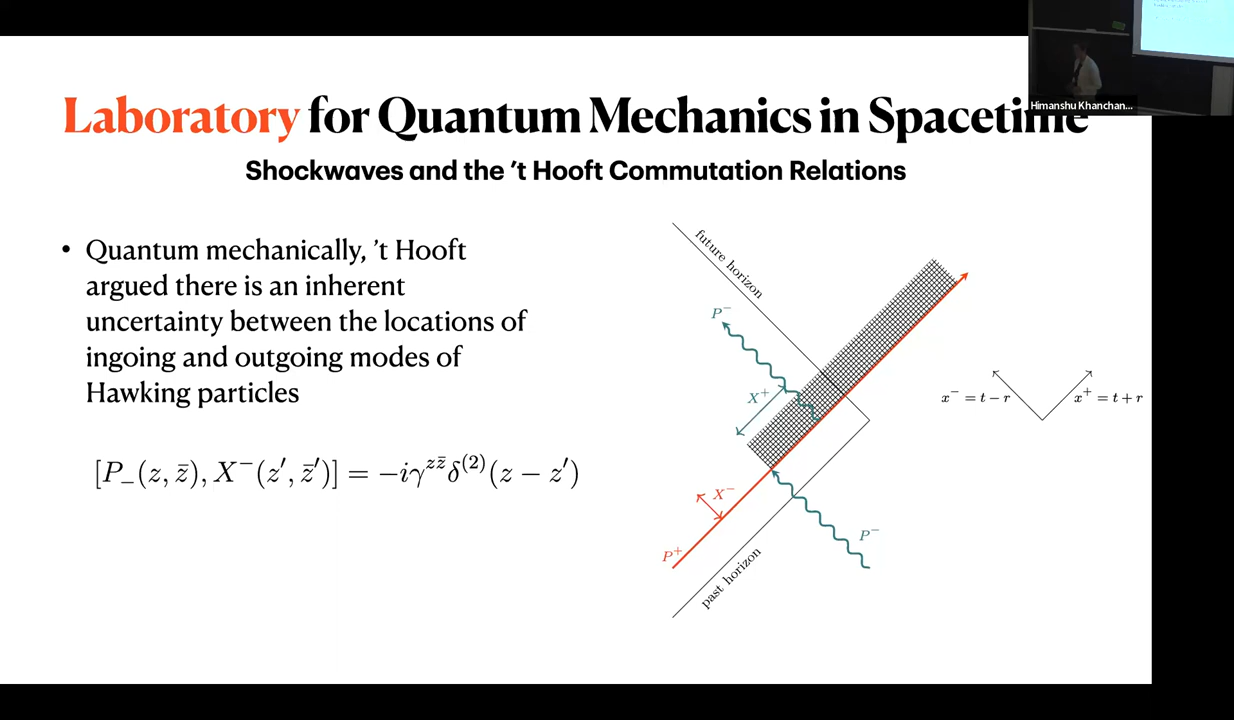 Laboratory for Quantum Mechanics in Spacetime
Himanshu Khanchan...
Shockwaves and the ’t Hooft Commutation Relations
• Quantum mechanically, ’t Hooft
argued there is an inherent
uncertainty between the locations of
ingoing and outgoing modes of
Hawking particles
[P₋(z, z̄), X⁻(z′, z̄′)] = −iγ^{zz̄}δ^{(2)}(z − z′)
future horizon
P⁻
X⁺
X⁻
P⁺
P⁻
past horizon
x⁻ = t − r
x⁺ = t + r